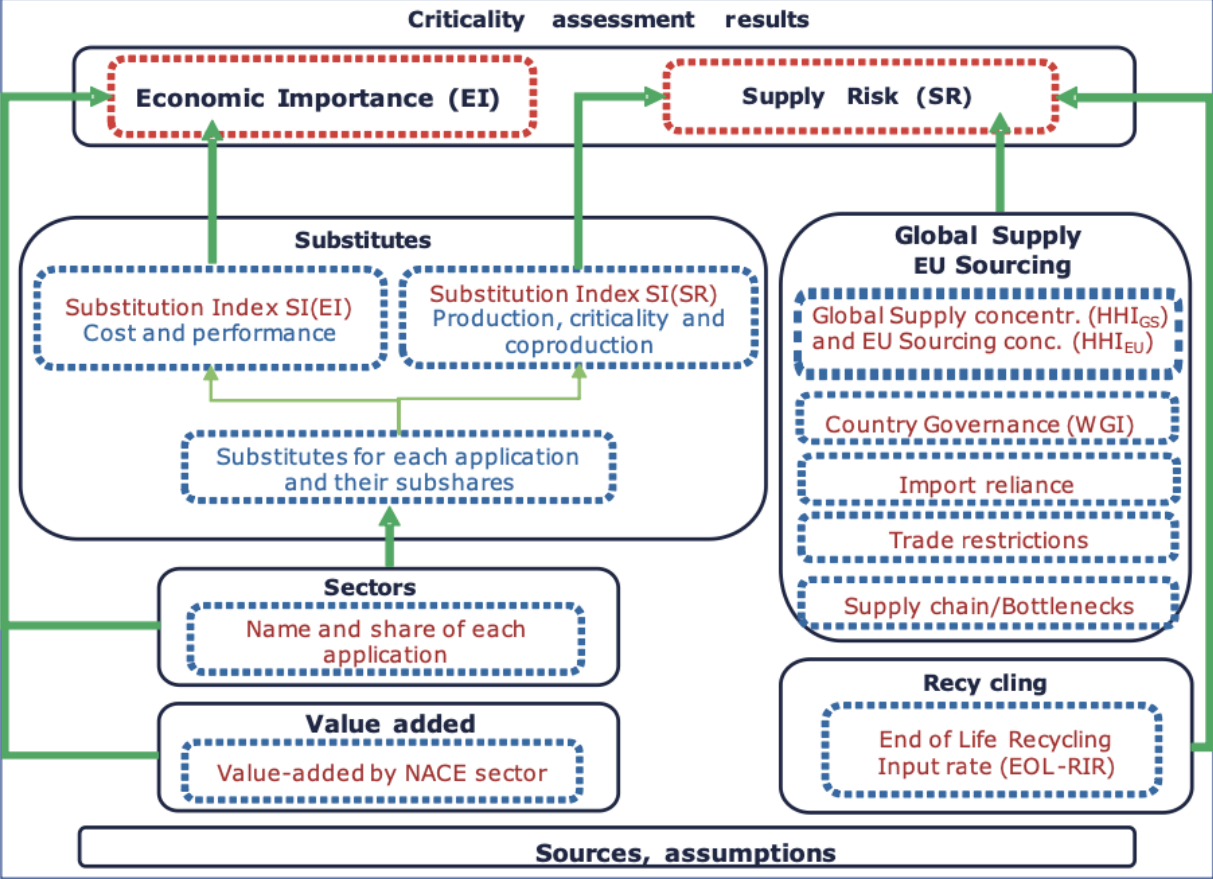 Criticality assessment results
Economic Importance (EI)
Supply Risk (SR)
Substitutes
Substitution Index SI(EI)
Cost and performance
Substitution Index SI(SR)
Production, criticality and
coproduction
Substitutes for each application
and their subshares
Sectors
Name and share of each
application
Value added
Value-added by NACE sector
Global Supply
EU Sourcing
Global Supply concentr. (HHIGS)
and EU Sourcing conc. (HHIEU)
Country Governance (WGI)
Import reliance
Trade restrictions
Supply chain/Bottlenecks
Recy cling
End of Life Recycling
Input rate (EOL-RIR)
Sources, assumptions